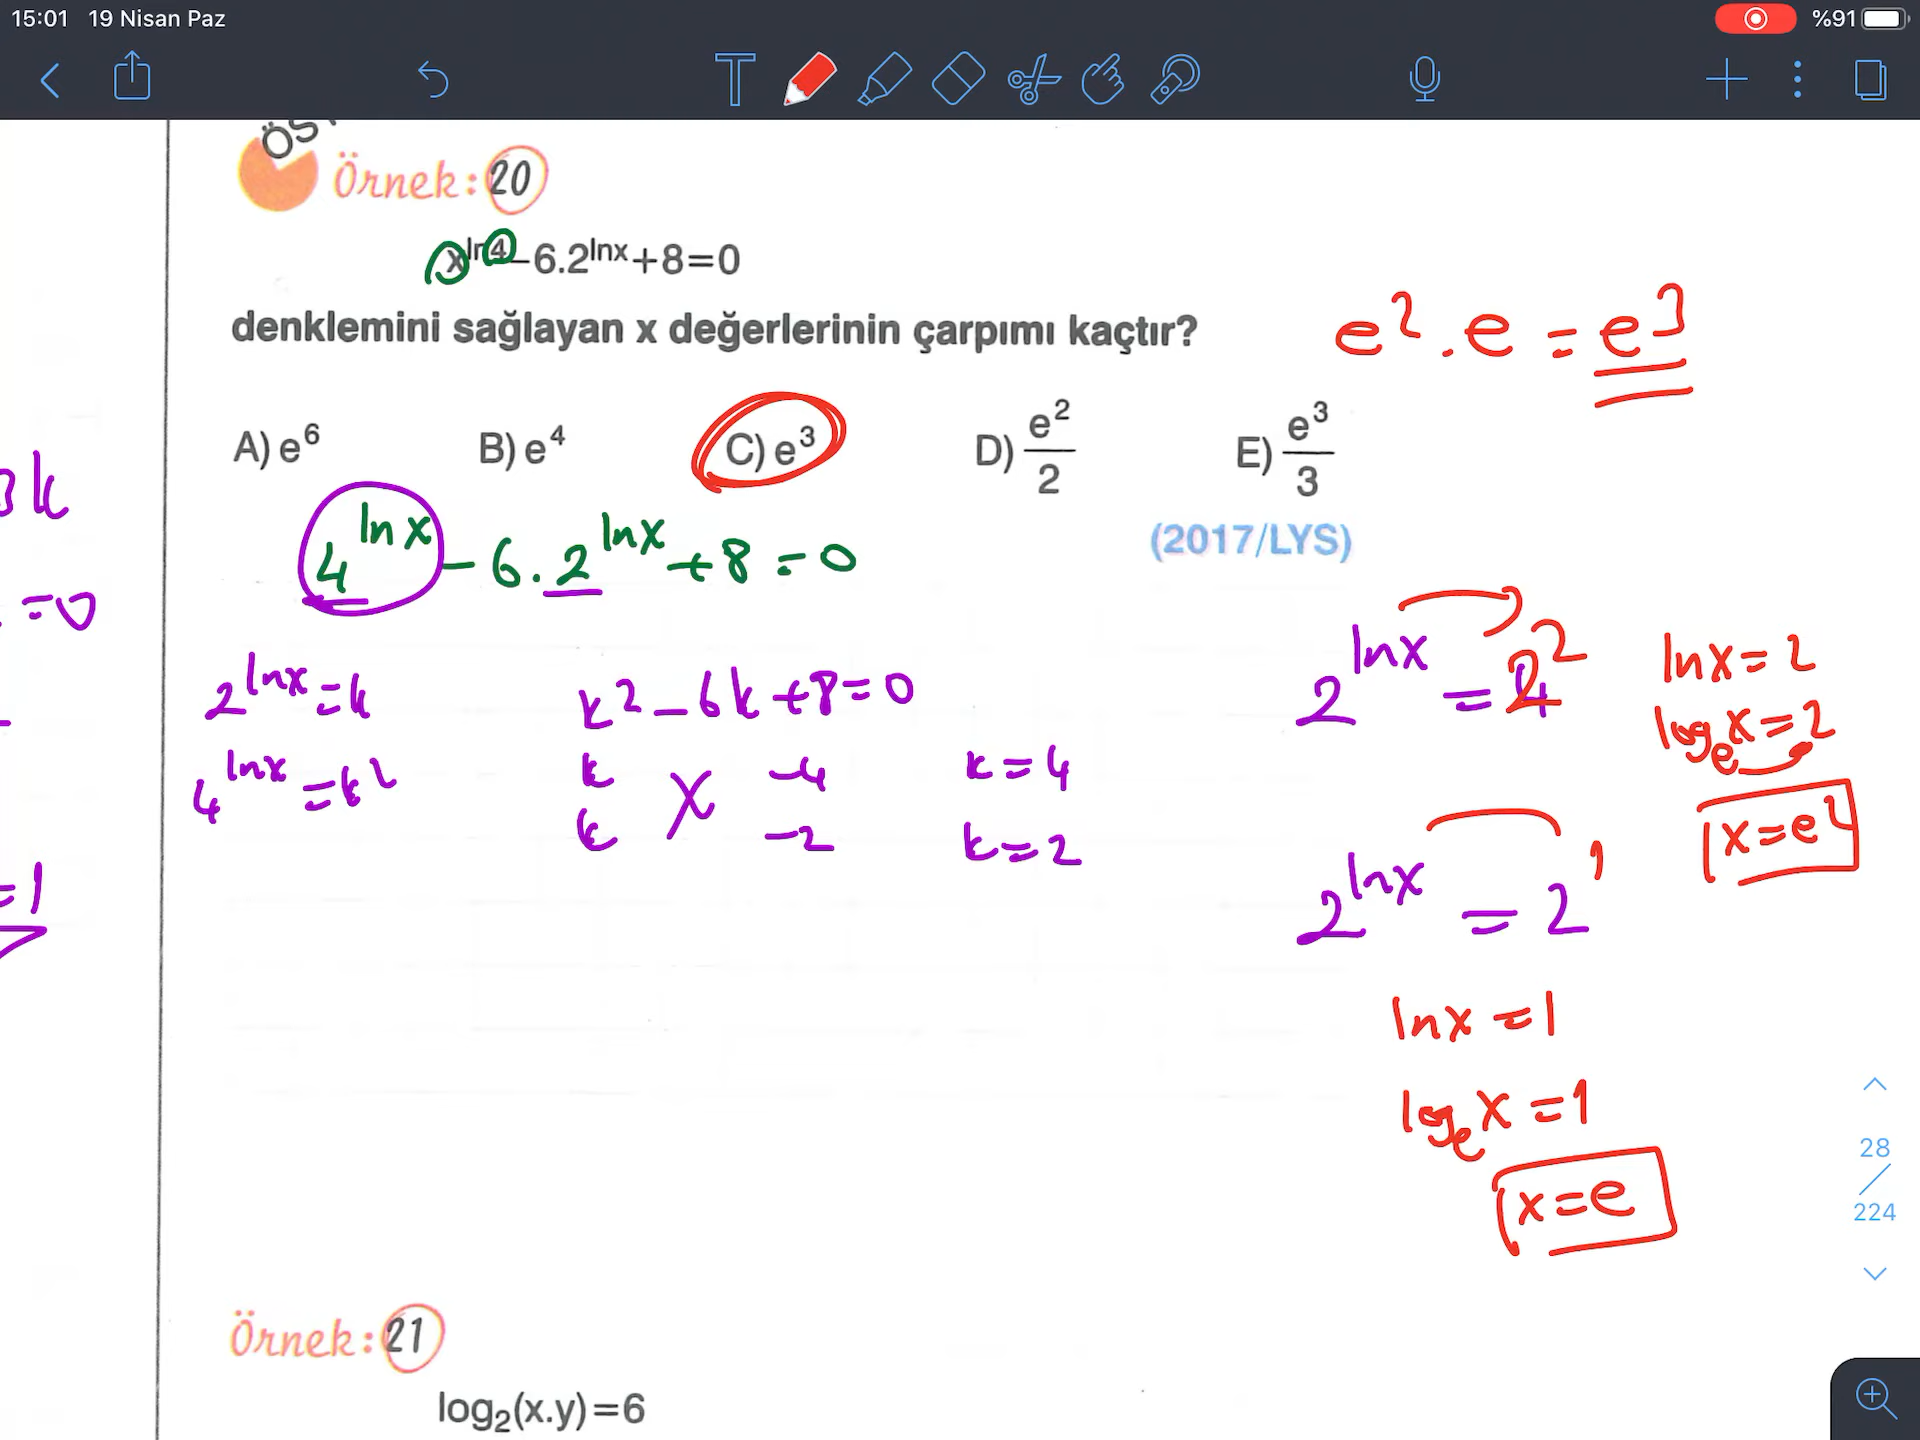 15:01 19 Nisan Paz
%91
Örnek: 20
x^ln4 - 6.2^lnx + 8 = 0
denklemini sağlayan x değerlerinin çarpımı kaçtır?
e² . e = e³
A) e⁶ B) e⁴ C) e³ D) e²/2 E) e³/3
(2017/LYS)
4^lnx - 6.2^lnx + 8 = 0
2^lnx = k
4^lnx = k²
k² - 6k + 8 = 0
k -4
k -2
k = 4
k = 2
2^lnx = 2²
lnx = 2
logₑx = 2
x = e²
2^lnx = 2¹
lnx = 1
logₑx = 1
x = e
k
=0
=1
28
/
224
Örnek: 21
log₂(x.y)=6